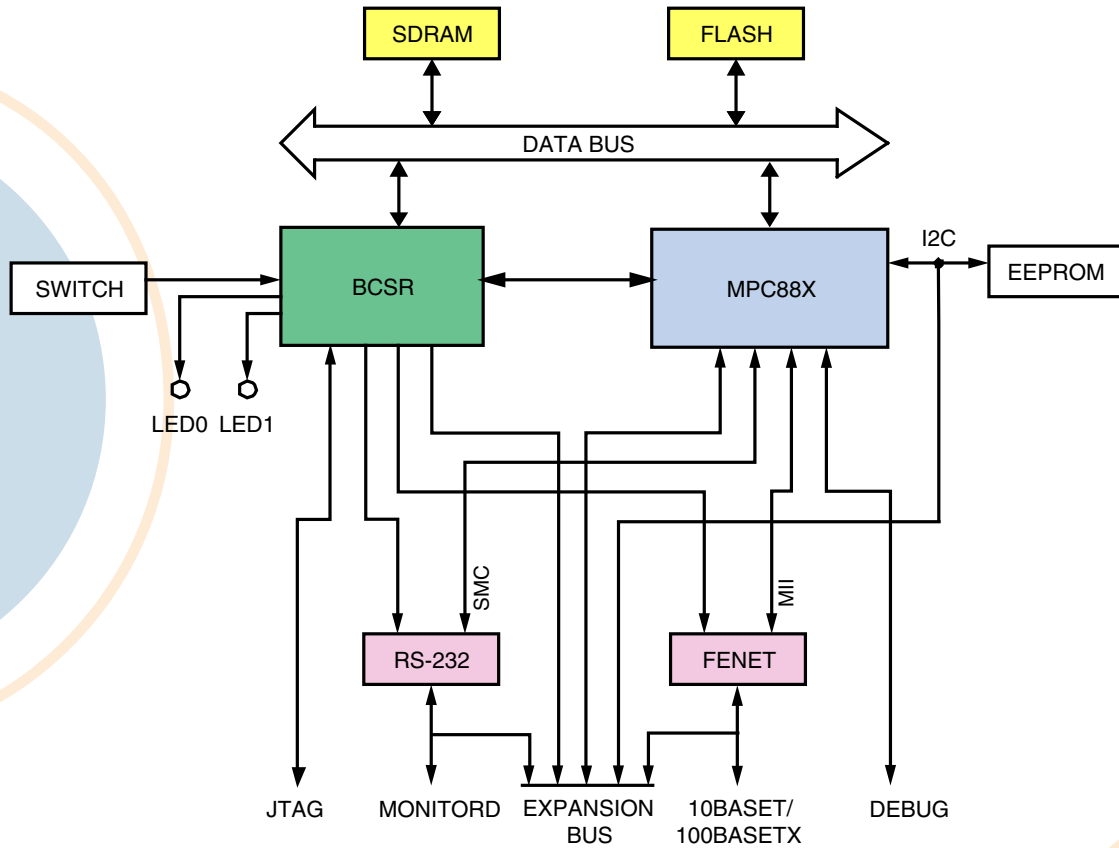 SDRAM
FLASH
DATA BUS
SWITCH
BCSR
MPC88X
I2C
EEPROM
LED0
LED1
SMC
MII
RS-232
FENET
JTAG
MONITORD
EXPANSION
BUS
10BASET/
100BASETX
DEBUG